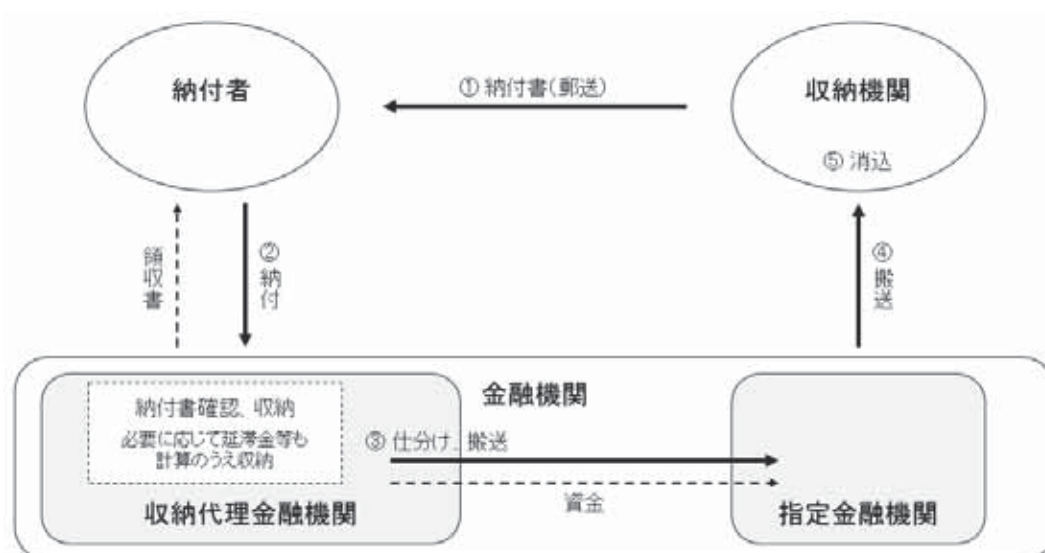 納付者
① 納付書(郵送)
収納機関
⑤ 消込
領収書
② 納付
④ 搬送
金融機関
納付書確認、収納
必要に応じて延滞金等も
計算のうえ収納
③ 仕分け、搬送
資金
収納代理金融機関
指定金融機関